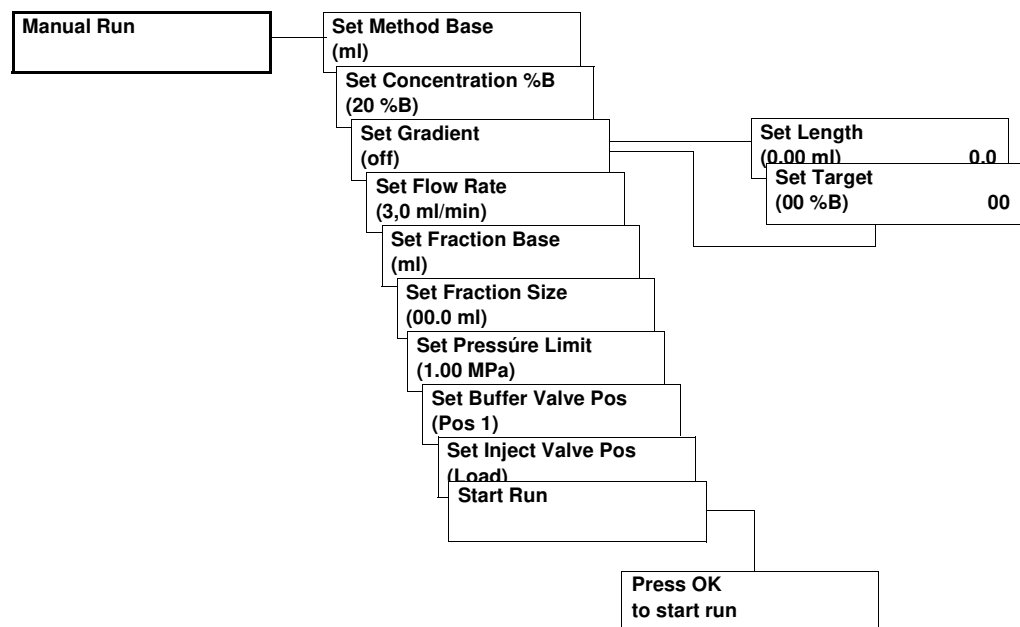 Manual Run
Set Method Base
(ml)
Set Concentration %B
(20 %B)
Set Gradient
(off)
Set Length
(0.00 ml) 0.0
Set Target
(00 %B) 00
Set Flow Rate
(3,0 ml/min)
Set Fraction Base
(ml)
Set Fraction Size
(00.0 ml)
Set Pressúre Limit
(1.00 MPa)
Set Buffer Valve Pos
(Pos 1)
Set Inject Valve Pos
(Load)
Start Run
Press OK
to start run